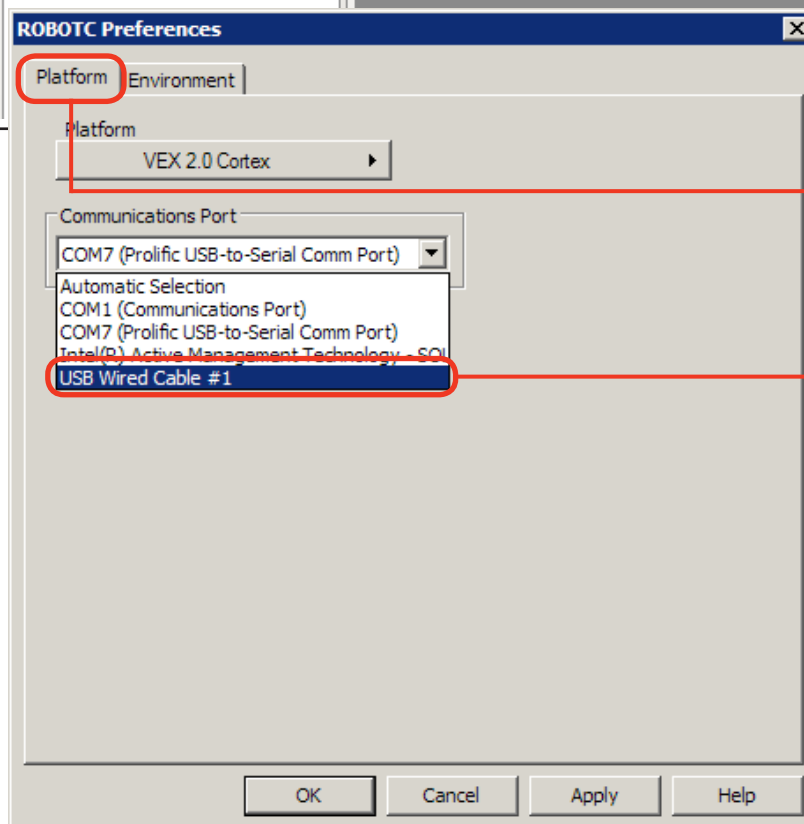 ROBOTC Preferences
Platform
Environment
Platform
VEX 2.0 Cortex
Communications Port
COM7 (Prolific USB-to-Serial Comm Port)
Automatic Selection
COM1 (Communications Port)
COM7 (Prolific USB-to-Serial Comm Port)
Intel(R) Active Management Technology - SOL
USB Wired Cable #1
OK
Cancel
Apply
Help